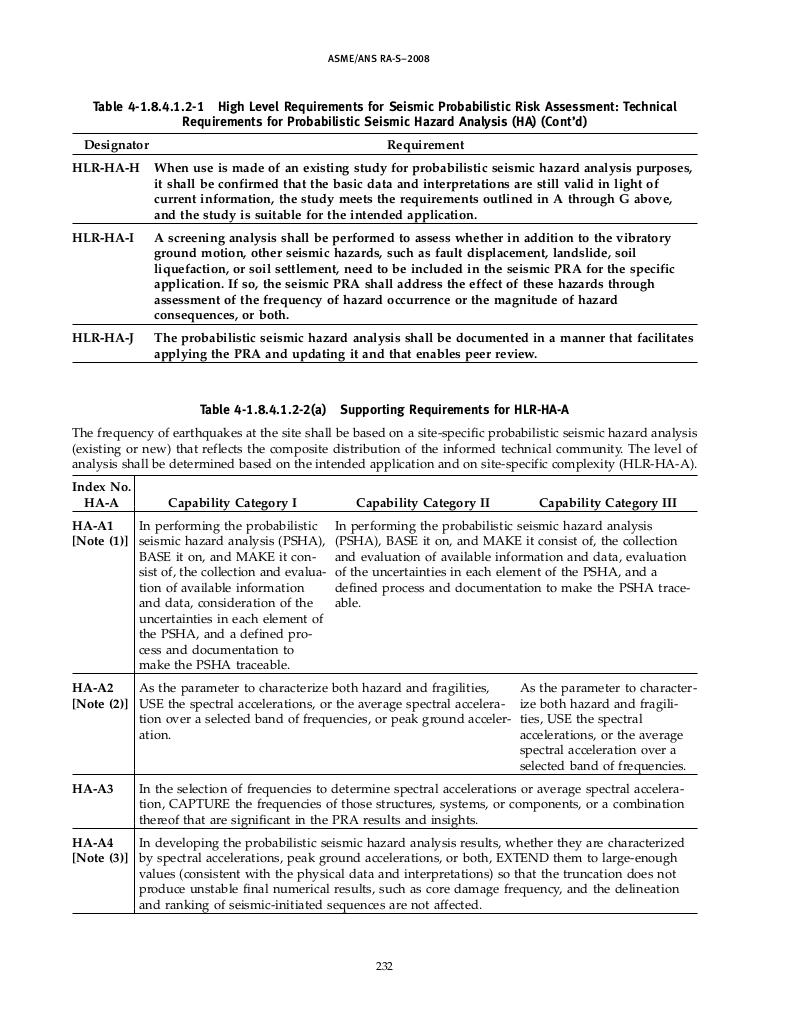 ASME/ANS RA-S–2008
Table 4-1.8.4.1.2-1 High Level Requirements for Seismic Probabilistic Risk Assessment: Technical
Requirements for Probabilistic Seismic Hazard Analysis (HA) (Cont'd)
Designator Requirement
HLR-HA-H When use is made of an existing study for probabilistic seismic hazard analysis purposes,
it shall be confirmed that the basic data and interpretations are still valid in light of
current information, the study meets the requirements outlined in A through G above,
and the study is suitable for the intended application.
HLR-HA-I A screening analysis shall be performed to assess whether in addition to the vibratory
ground motion, other seismic hazards, such as fault displacement, landslide, soil
liquefaction, or soil settlement, need to be included in the seismic PRA for the specific
application. If so, the seismic PRA shall address the effect of these hazards through
assessment of the frequency of hazard occurrence or the magnitude of hazard
consequences, or both.
HLR-HA-J The probabilistic seismic hazard analysis shall be documented in a manner that facilitates
applying the PRA and updating it and that enables peer review.
Table 4-1.8.4.1.2-2(a) Supporting Requirements for HLR-HA-A
The frequency of earthquakes at the site shall be based on a site-specific probabilistic seismic hazard analysis
(existing or new) that reflects the composite distribution of the informed technical community. The level of
analysis shall be determined based on the intended application and on site-specific complexity (HLR-HA-A).
Index No.
HA-A Capability Category I Capability Category II Capability Category III
HA-A1
[Note (1)]
In performing the probabilistic
seismic hazard analysis (PSHA),
BASE it on, and MAKE it con-
sist of, the collection and evalua-
tion of available information
and data, consideration of the
uncertainties in each element of
the PSHA, and a defined pro-
cess and documentation to
make the PSHA traceable.
In performing the probabilistic seismic hazard analysis
(PSHA), BASE it on, and MAKE it consist of, the collection
and evaluation of available information and data, evaluation
of the uncertainties in each element of the PSHA, and a
defined process and documentation to make the PSHA trace-
able.
HA-A2
[Note (2)]
As the parameter to characterize both hazard and fragilities,
USE the spectral accelerations, or the average spectral accelera-
tion over a selected band of frequencies, or peak ground acceler-
ation.
As the parameter to character-
ize both hazard and fragili-
ties, USE the spectral
accelerations, or the average
spectral acceleration over a
selected band of frequencies.
HA-A3
In the selection of frequencies to determine spectral accelerations or average spectral accelera-
tion, CAPTURE the frequencies of those structures, systems, or components, or a combination
thereof that are significant in the PRA results and insights.
HA-A4
[Note (3)]
In developing the probabilistic seismic hazard analysis results, whether they are characterized
by spectral accelerations, peak ground accelerations, or both, EXTEND them to large-enough
values (consistent with the physical data and interpretations) so that the truncation does not
produce unstable final numerical results, such as core damage frequency, and the delineation
and ranking of seismic-initiated sequences are not affected.
232